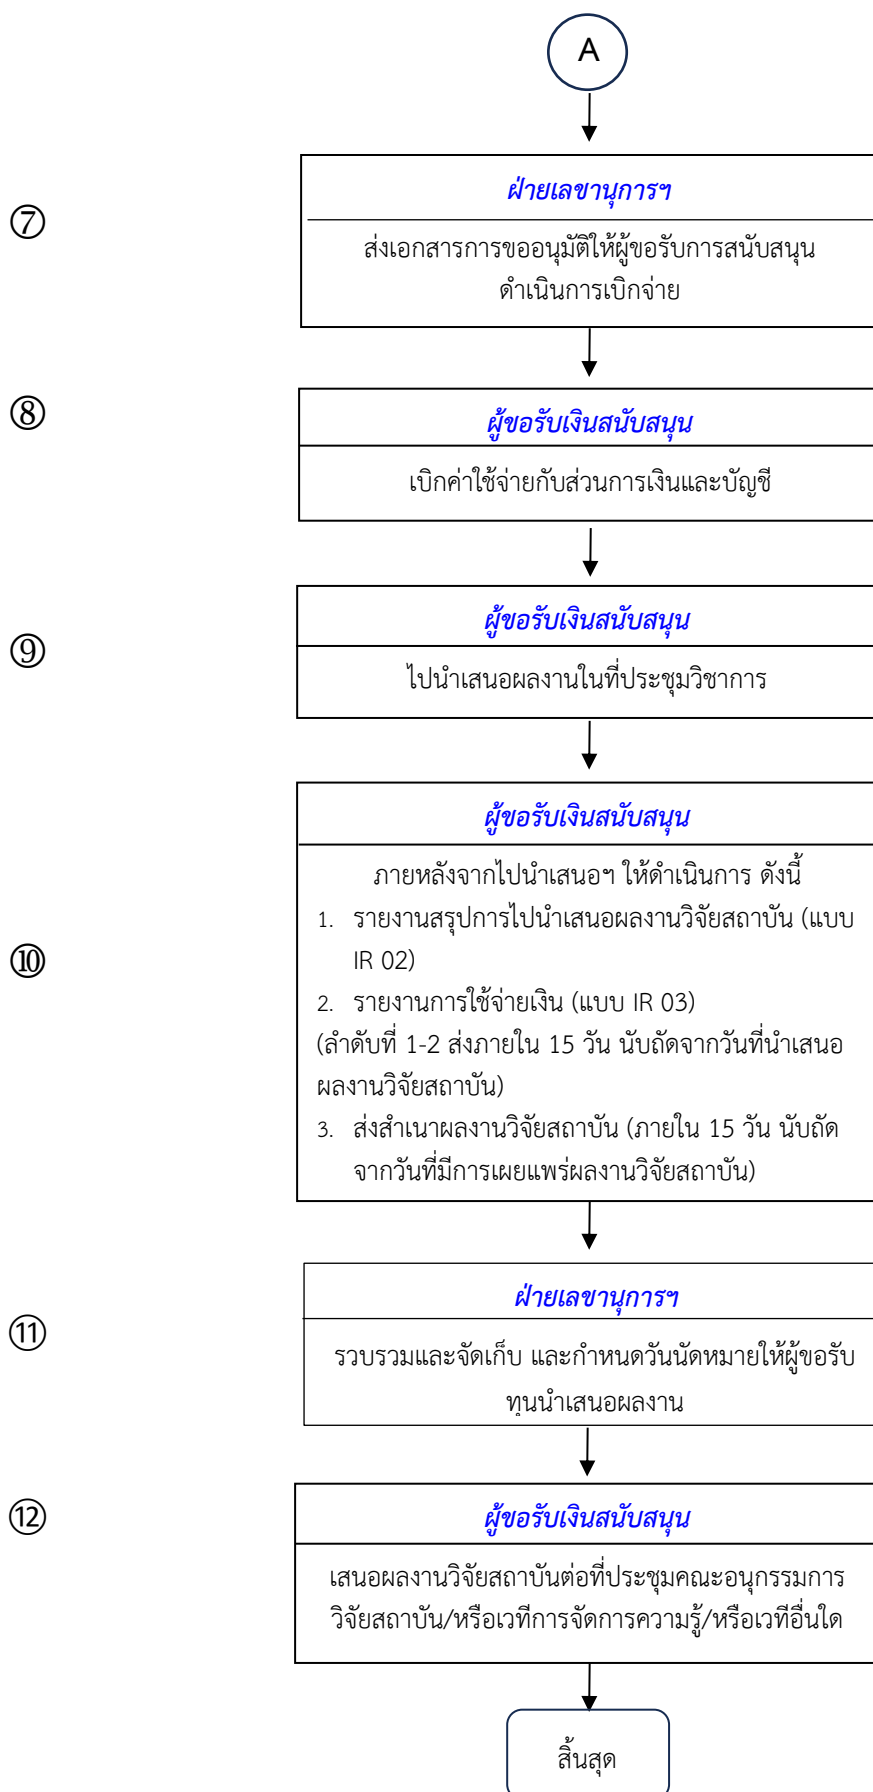 A
⑦
ฝ่ายเลขานุการฯ
ส่งเอกสารการขออนุมัติให้ผู้ขอรับการสนับสนุน
ดำเนินการเบิกจ่าย
⑧
ผู้ขอรับเงินสนับสนุน
เบิกค่าใช้จ่ายกับส่วนการเงินและบัญชี
⑨
ผู้ขอรับเงินสนับสนุน
ไปนำเสนอผลงานในที่ประชุมวิชาการ
⑩
ผู้ขอรับเงินสนับสนุน
ภายหลังจากไปนำเสนอฯ ให้ดำเนินการ ดังนี้
1. รายงานสรุปการไปนำเสนอผลงานวิจัยสถาบัน (แบบ
IR 02)
2. รายงานการใช้จ่ายเงิน (แบบ IR 03)
(ลำดับที่ 1-2 ส่งภายใน 15 วัน นับถัดจากวันที่นำเสนอ
ผลงานวิจัยสถาบัน)
3. ส่งสำเนาผลงานวิจัยสถาบัน (ภายใน 15 วัน นับถัด
จากวันที่มีการเผยแพร่ผลงานวิจัยสถาบัน)
⑪
ฝ่ายเลขานุการฯ
รวบรวมและจัดเก็บ และกำหนดวันนัดหมายให้ผู้ขอรับ
ทุนนำเสนอผลงาน
⑫
ผู้ขอรับเงินสนับสนุน
เสนอผลงานวิจัยสถาบันต่อที่ประชุมคณะอนุกรรมการ
วิจัยสถาบัน/หรือเวทีการจัดการความรู้/หรือเวทีอื่นใด
สิ้นสุด